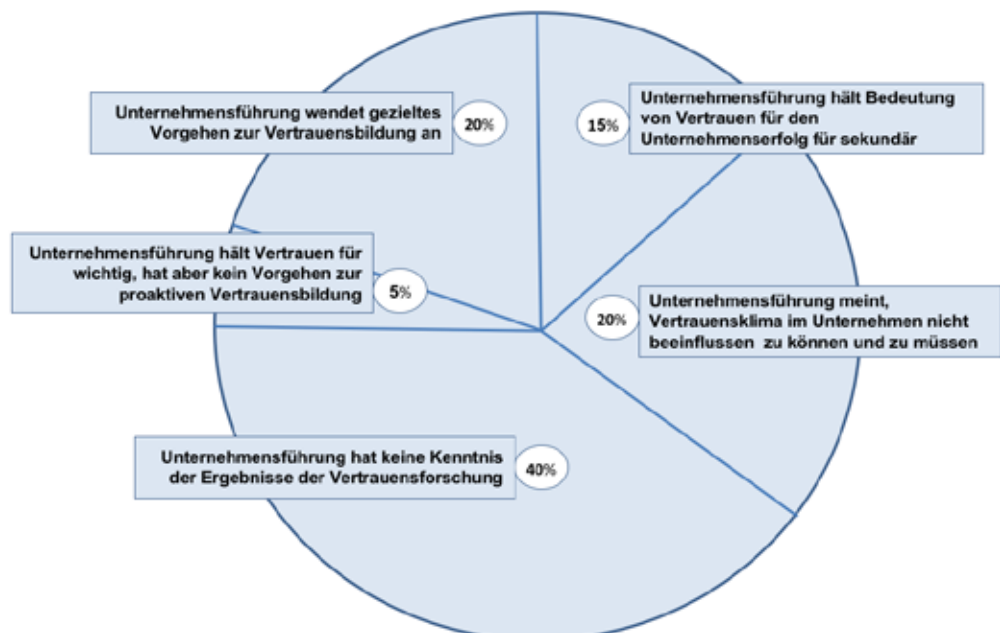 Unternehmensführung wendet gezieltes
Vorgehen zur Vertrauensbildung an
20%
15%
Unternehmensführung hält Bedeutung
von Vertrauen für den
Unternehmenserfolg für sekundär
Unternehmensführung hält Vertrauen für
wichtig, hat aber kein Vorgehen zur
proaktiven Vertrauensbildung
5%
20%
Unternehmensführung meint,
Vertrauensklima im Unternehmen nicht
beeinflussen zu können und zu müssen
Unternehmensführung hat keine Kenntnis
der Ergebnisse der Vertrauensforschung
40%